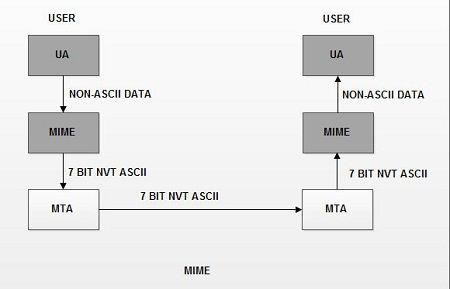 USER USER
UA UA
NON-ASCII DATA NON-ASCII DATA
MIME MIME
7 BIT NVT ASCII 7 BIT NVT ASCII
7 BIT NVT ASCII
MTA MTA
MIME